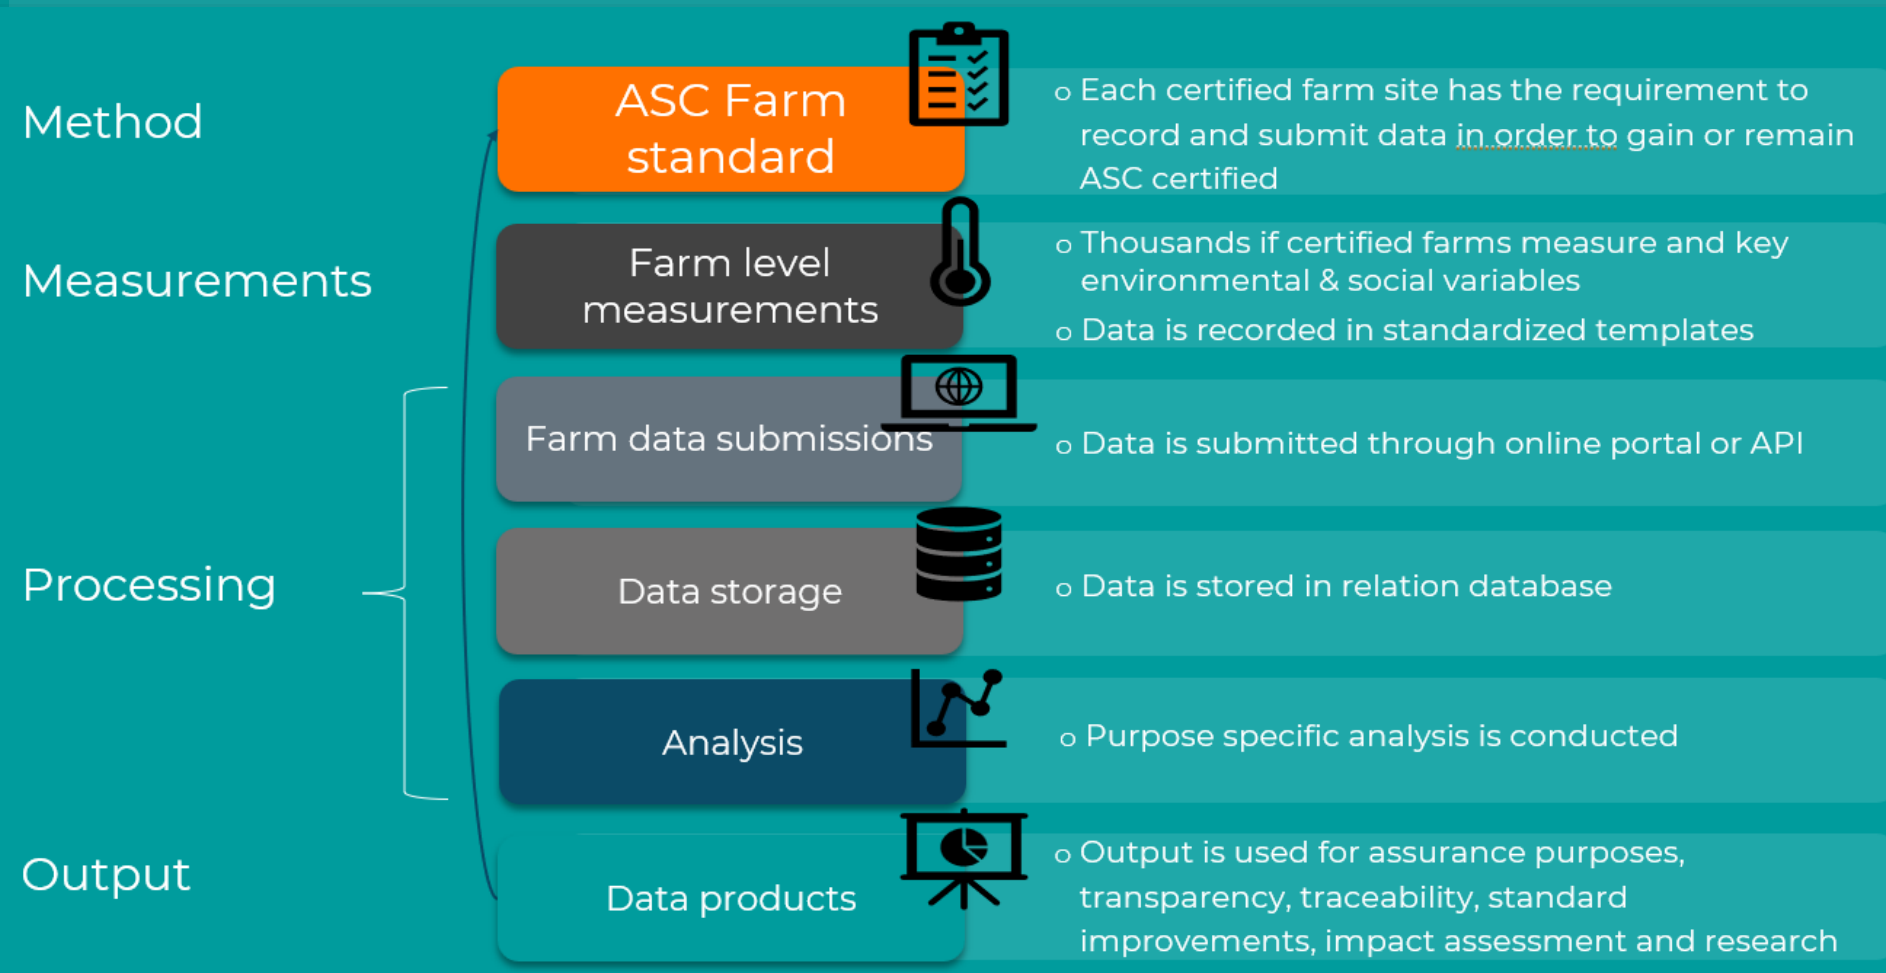 Method
ASC Farm
standard
o Each certified farm site has the requirement to
record and submit data in order to gain or remain
ASC certified
Measurements
Farm level
measurements
o Thousands if certified farms measure and key
environmental & social variables
o Data is recorded in standardized templates
Processing
Farm data submissions
o Data is submitted through online portal or API
Data storage
o Data is stored in relation database
Analysis
o Purpose specific analysis is conducted
Output
Data products
o Output is used for assurance purposes,
transparency, traceability, standard
improvements, impact assessment and research